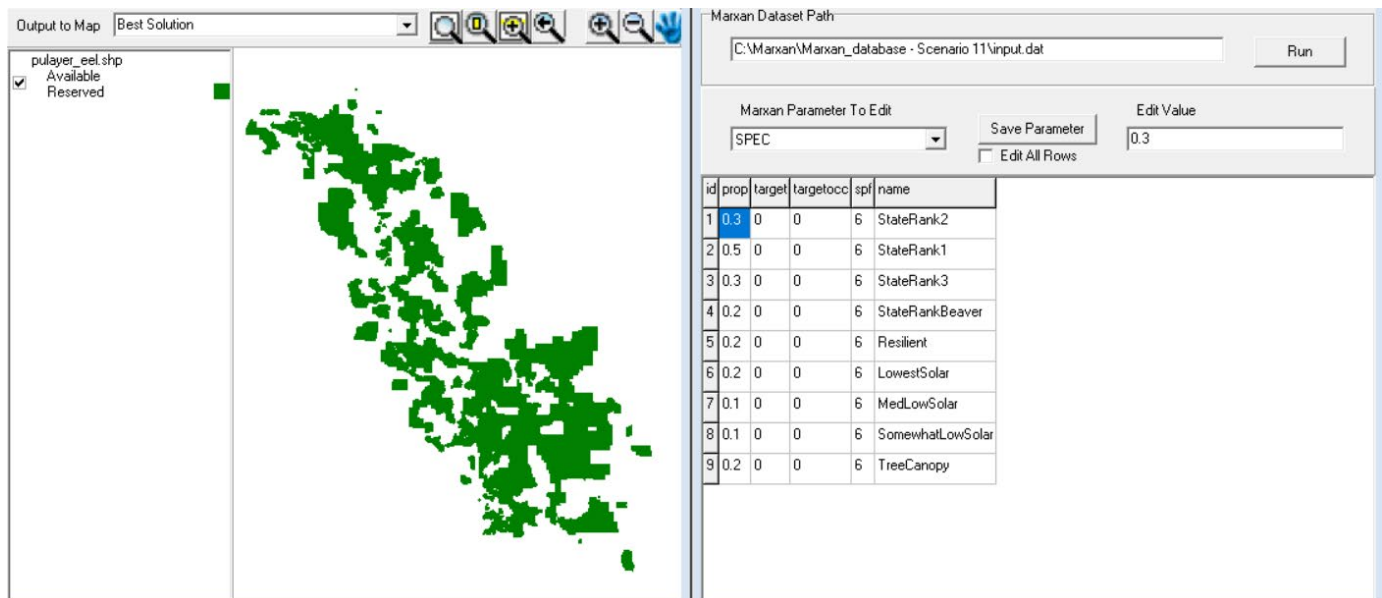 Output to Map Best Solution
pulayer_eel.shp
Available
Reserved
Marxan Dataset Path
C:\Marxan\Marxan_database - Scenario 11\input.dat Run
Marxan Parameter To Edit Edit Value
SPEC Save Parameter 0.3
Edit All Rows
id prop target targetocc spf name
1 0.3 0 0 6 StateRank2
2 0.5 0 0 6 StateRank1
3 0.3 0 0 6 StateRank3
4 0.2 0 0 6 StateRankBeaver
5 0.2 0 0 6 Resilient
6 0.2 0 0 6 LowestSolar
7 0.1 0 0 6 MedLowSolar
8 0.1 0 0 6 SomewhatLowSolar
9 0.2 0 0 6 TreeCanopy